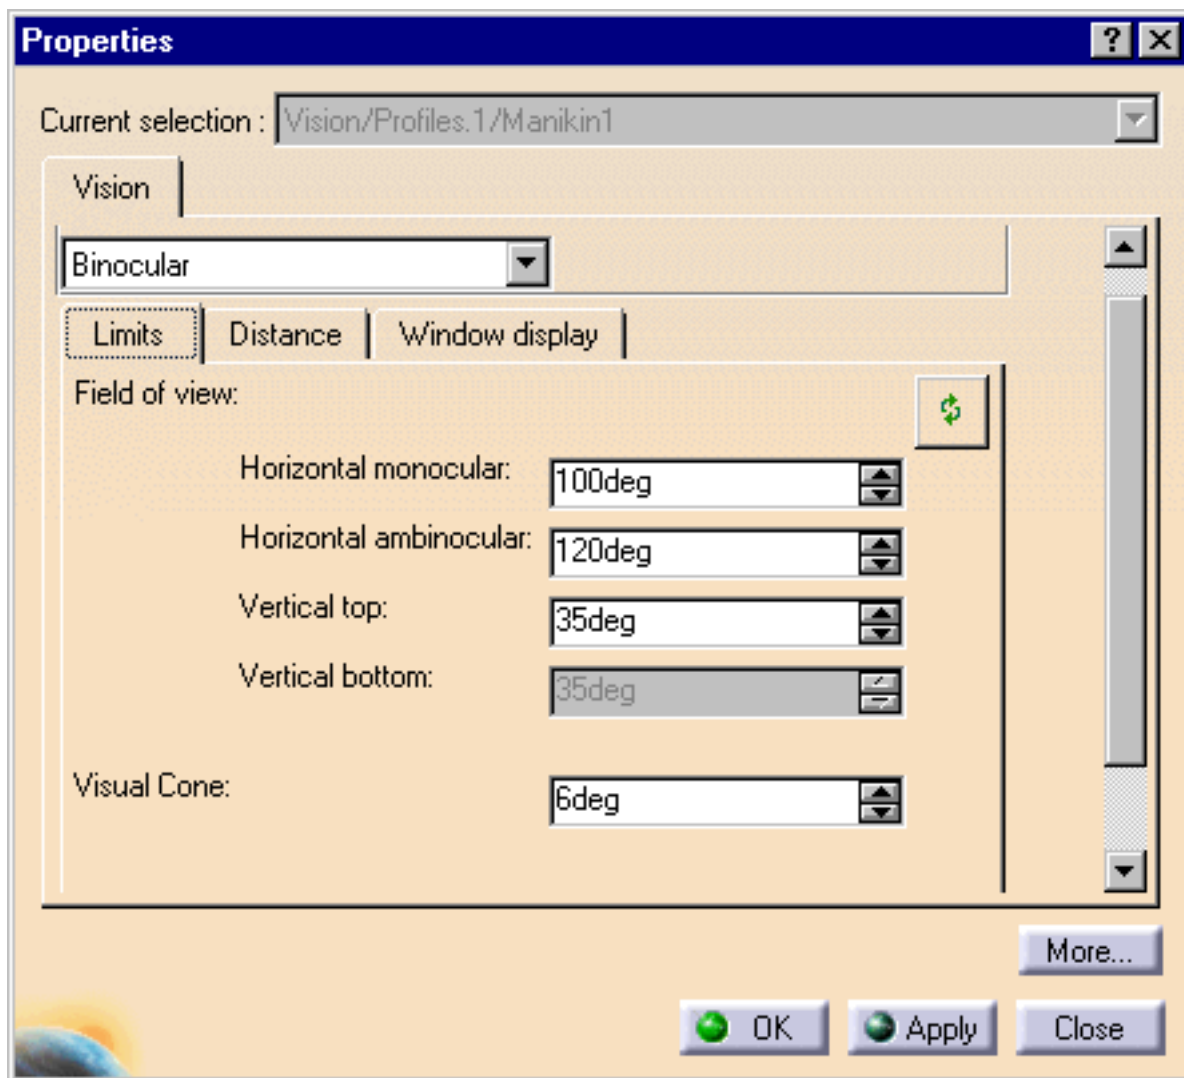 Properties
Current selection : Vision/Profiles.1/Manikin1
Vision
Binocular
Limits Distance Window display
Field of view:
Horizontal monocular: 100deg
Horizontal ambinocular: 120deg
Vertical top: 35deg
Vertical bottom: 35deg
Visual Cone: 6deg
More...
OK Apply Close